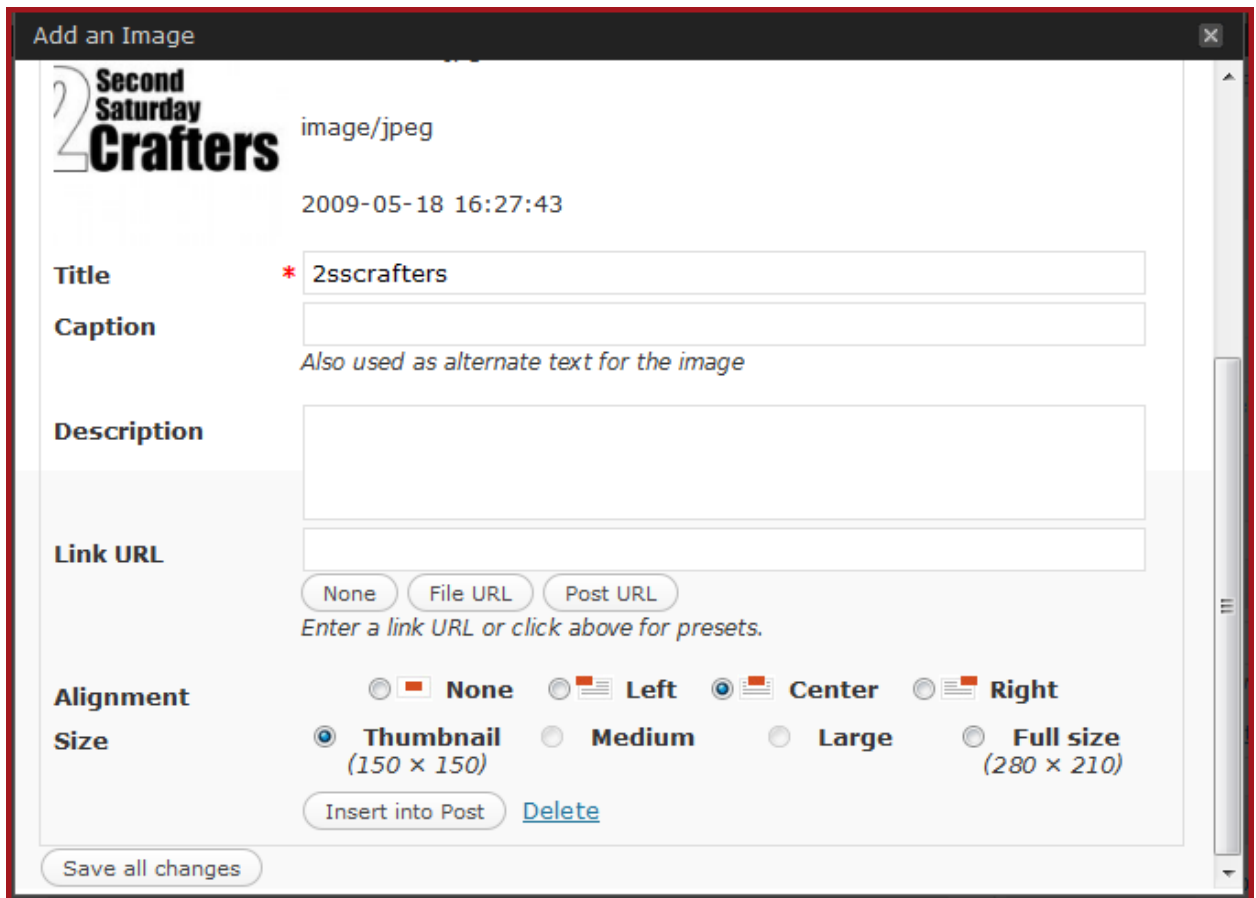 Add an Image
2 Second
Saturday
Crafters
image/jpeg
2009-05-18 16:27:43
Title * 2sscrafters
Caption
Also used as alternate text for the image
Description
Link URL
None File URL Post URL
Enter a link URL or click above for presets.
Alignment None Left Center Right
Size Thumbnail Medium Large Full size
(150 × 150) (280 × 210)
Insert into Post Delete
Save all changes